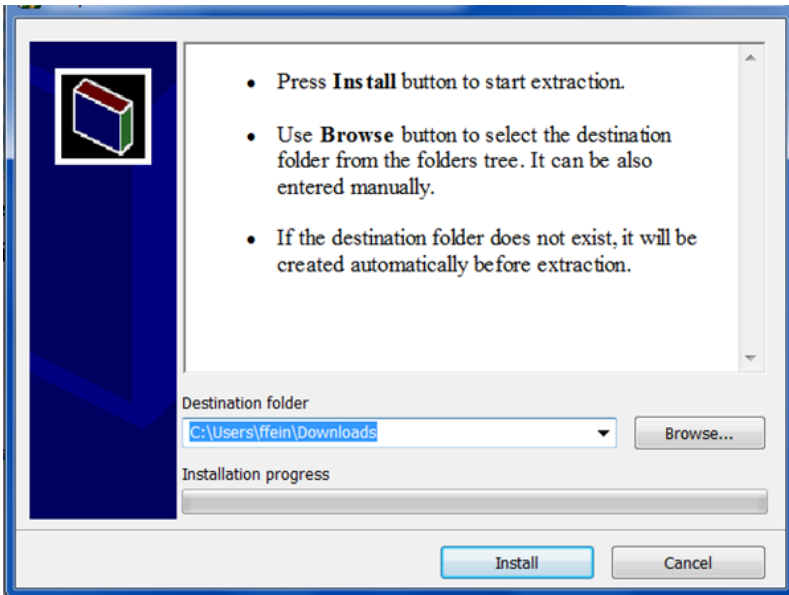 Press Install button to start extraction.
Use Browse button to select the destination
folder from the folders tree. It can be also
entered manually.
If the destination folder does not exist, it will be
created automatically before extraction.
Destination folder
C:\Users\ffein\Downloads
Browse...
Installation progress
Install
Cancel